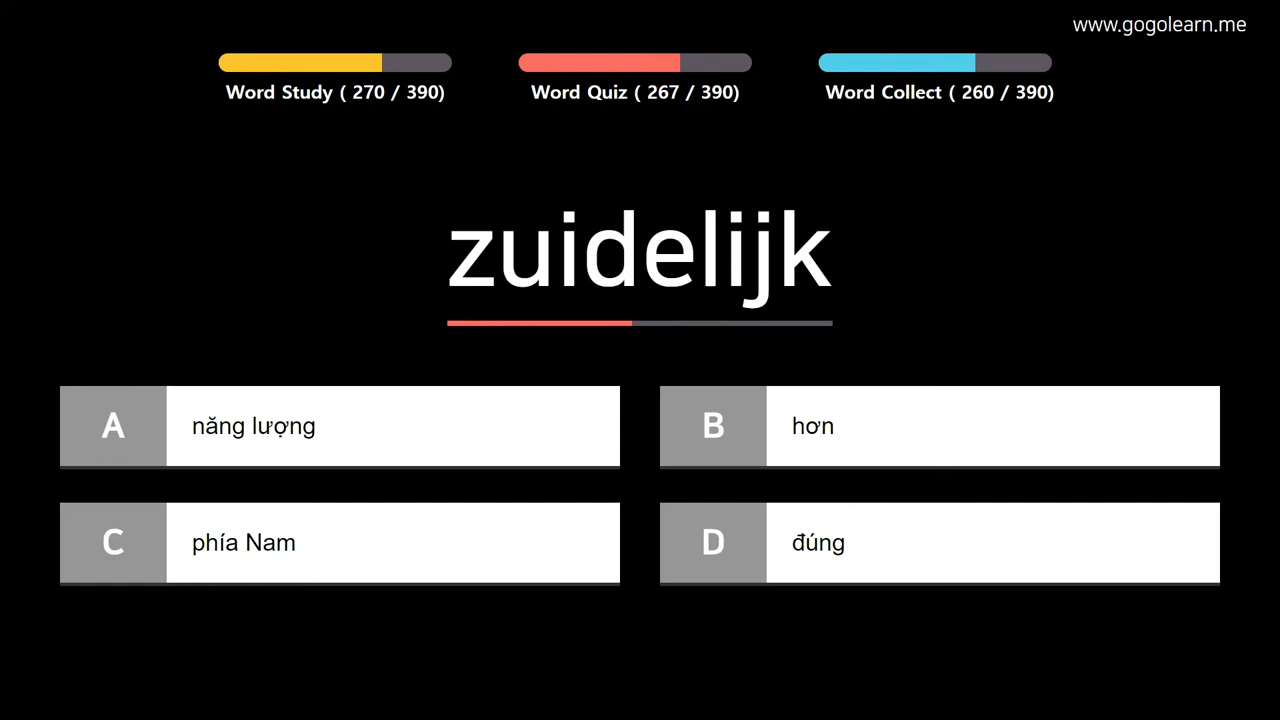 www.gogolearn.me
Word Study ( 270 / 390)
Word Quiz ( 267 / 390)
Word Collect ( 260 / 390)
zuidelijk
A năng lượng
B hơn
C phía Nam
D đúng